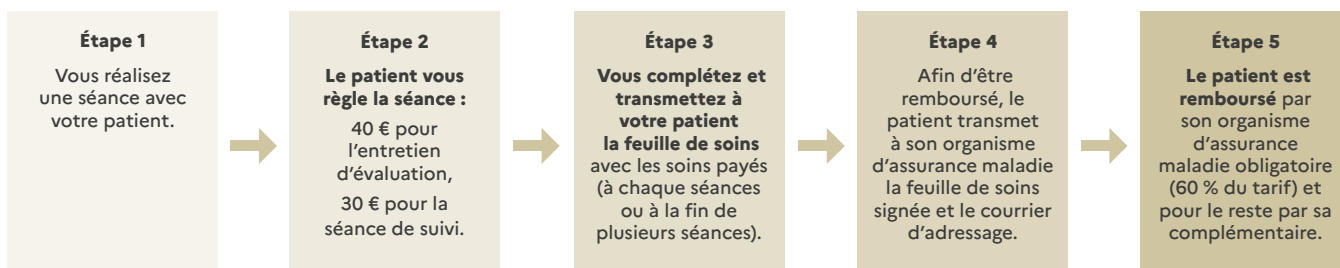 Étape 1
Vous réalisez
une séance avec
votre patient.
Étape 2
Le patient vous
règle la séance :
40 € pour
l'entretien
d'évaluation,
30 € pour la
séance de suivi.
Étape 3
Vous complétez et
transmettez à
votre patient
la feuille de soins
avec les soins payés
(à chaque séances
ou à la fin de
plusieurs séances).
Étape 4
Afin d'être
remboursé, le
patient transmet
à son organisme
d'assurance maladie
la feuille de soins
signée et le courrier
d'adressage.
Étape 5
Le patient est
remboursé par
son organisme
d'assurance
maladie obligatoire
(60 % du tarif) et
pour le reste par sa
complémentaire.